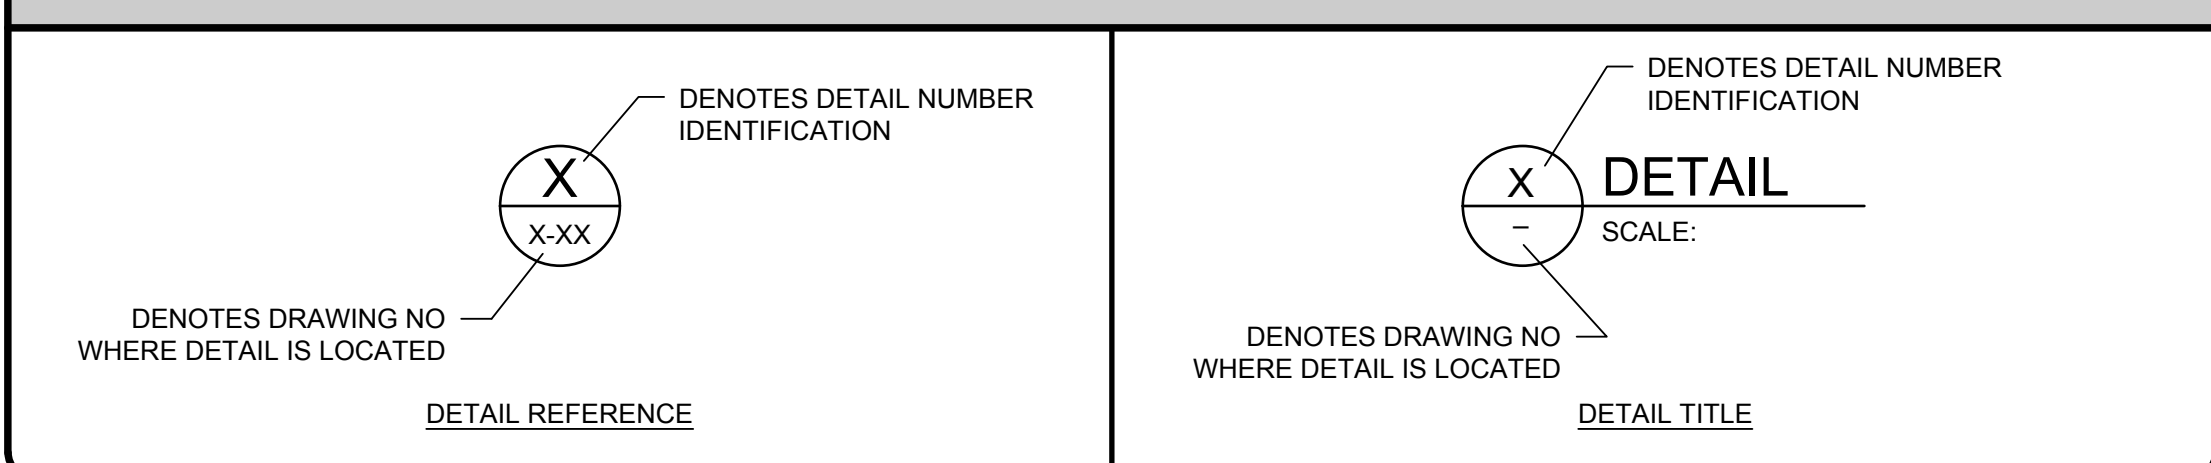 DENOTES DETAIL NUMBER
IDENTIFICATION
X
X-XX
DENOTES DRAWING NO
WHERE DETAIL IS LOCATED
DETAIL REFERENCE
DENOTES DETAIL NUMBER
IDENTIFICATION
X
–
DETAIL
SCALE:
DENOTES DRAWING NO
WHERE DETAIL IS LOCATED
DETAIL TITLE